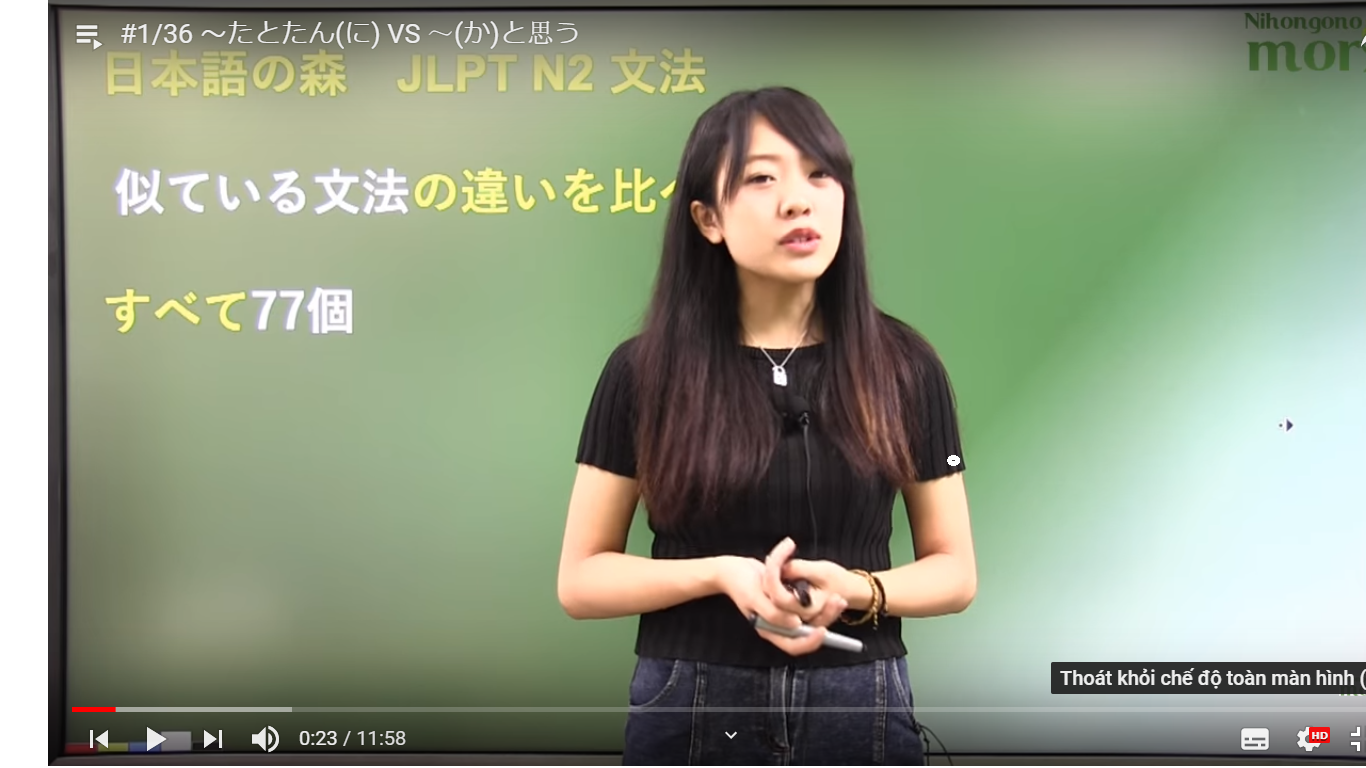 #1/36 ～たとたん(に) VS ～(か)と思う
Nihongono
mori
日本語の森　JLPT N2 文法
似ている文法の違いを比べ
すべて77個
Thoát khỏi chế độ toàn màn hình (
0:23 / 11:58
HD